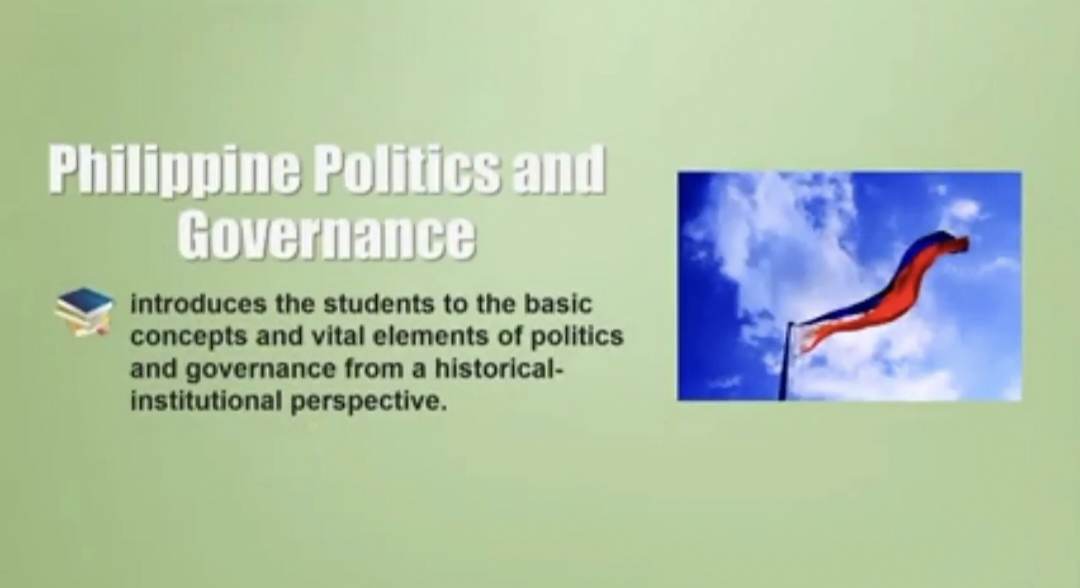 Philippine Politics and
Governance
introduces the students to the basic
concepts and vital elements of politics
and governance from a historical-
institutional perspective.